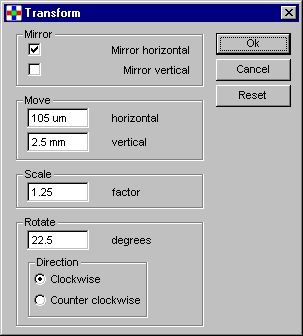 Transform
Mirror
Mirror horizontal
Mirror vertical
Ok
Cancel
Reset
Move
105 um horizontal
2.5 mm vertical
Scale
1.25 factor
Rotate
22.5 degrees
Direction
Clockwise
Counter clockwise